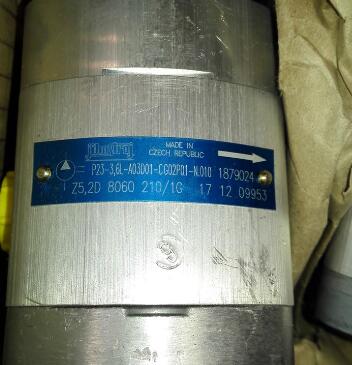 Jihostroj
MADE IN
CZECH REPUBLIC
P23-3,6L-A03D01-CG02P01-N.010 1879024
Z5,2D 8060 210/1G 17 12 09953